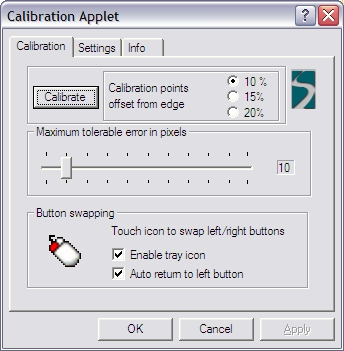 Calibration Applet
Calibration
Settings
Info
Calibrate
Calibration points
offset from edge
10 %
15%
20%
Maximum tolerable error in pixels
10
Button swapping
Touch icon to swap left/right buttons
Enable tray icon
Auto return to left button
OK
Cancel
Apply